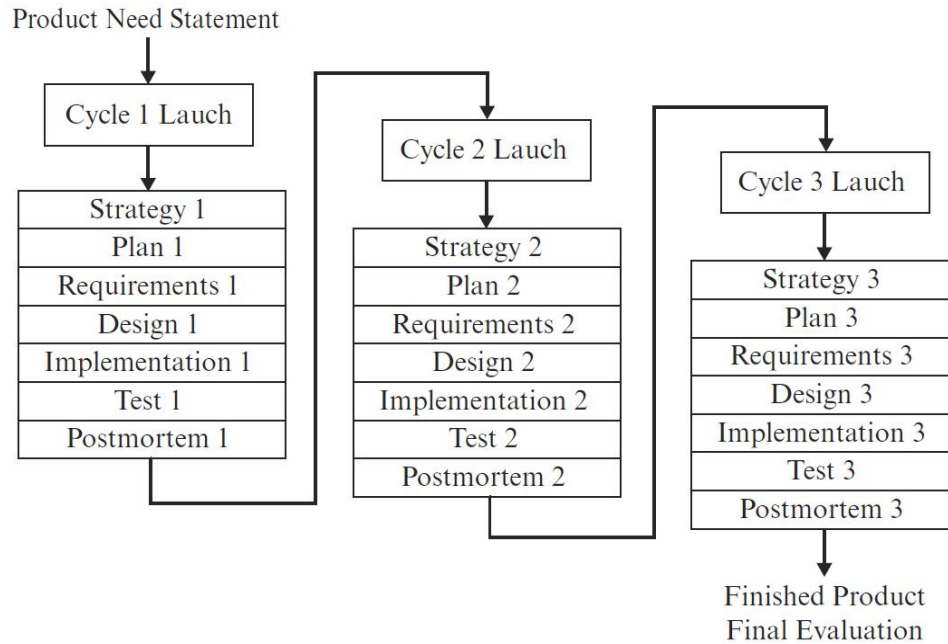 Product Need Statement
Cycle 1 Lauch
Strategy 1
Plan 1
Requirements 1
Design 1
Implementation 1
Test 1
Postmortem 1
Cycle 2 Lauch
Strategy 2
Plan 2
Requirements 2
Design 2
Implementation 2
Test 2
Postmortem 2
Cycle 3 Lauch
Strategy 3
Plan 3
Requirements 3
Design 3
Implementation 3
Test 3
Postmortem 3
Finished Product
Final Evaluation